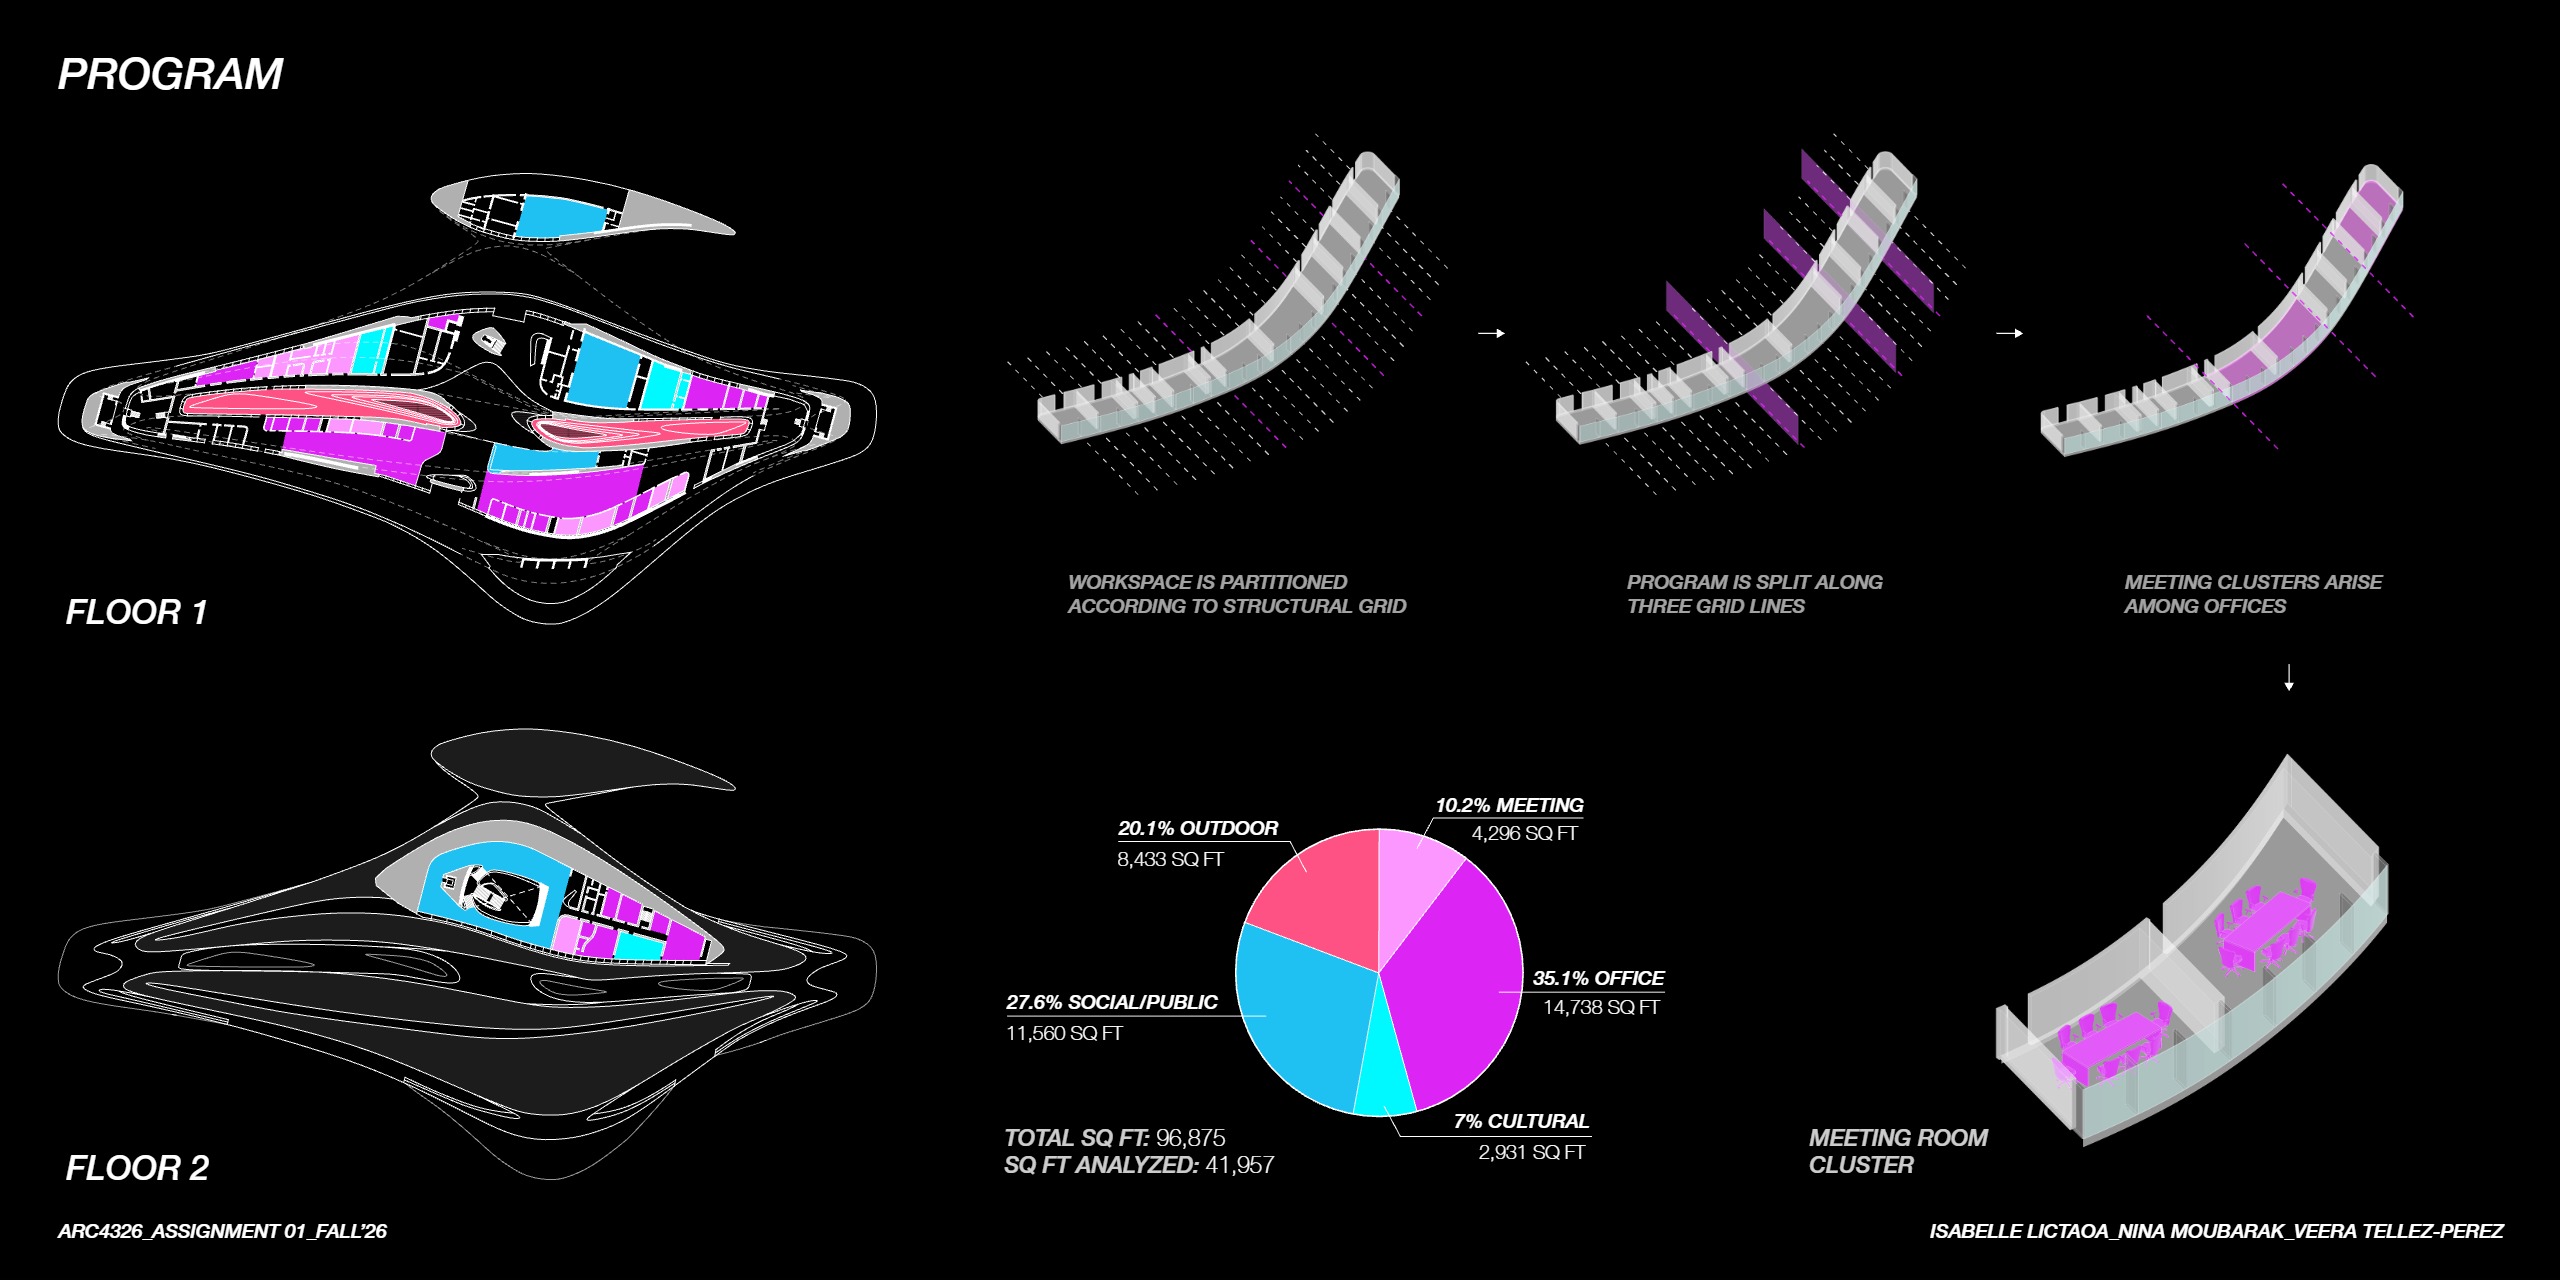 PROGRAM
FLOOR 1
WORKSPACE IS PARTITIONED
ACCORDING TO STRUCTURAL GRID
PROGRAM IS SPLIT ALONG
THREE GRID LINES
MEETING CLUSTERS ARISE
AMONG OFFICES
FLOOR 2
10.2% MEETING
4,296 SQ FT
20.1% OUTDOOR
8,433 SQ FT
35.1% OFFICE
14,738 SQ FT
27.6% SOCIAL/PUBLIC
11,560 SQ FT
7% CULTURAL
2,931 SQ FT
TOTAL SQ FT: 96,875
SQ FT ANALYZED: 41,957
MEETING ROOM
CLUSTER
ARC4326_ASSIGNMENT 01_FALL'26
ISABELLE LICTAOA_NINA MOUBARAK_VEERA TELLEZ-PEREZ